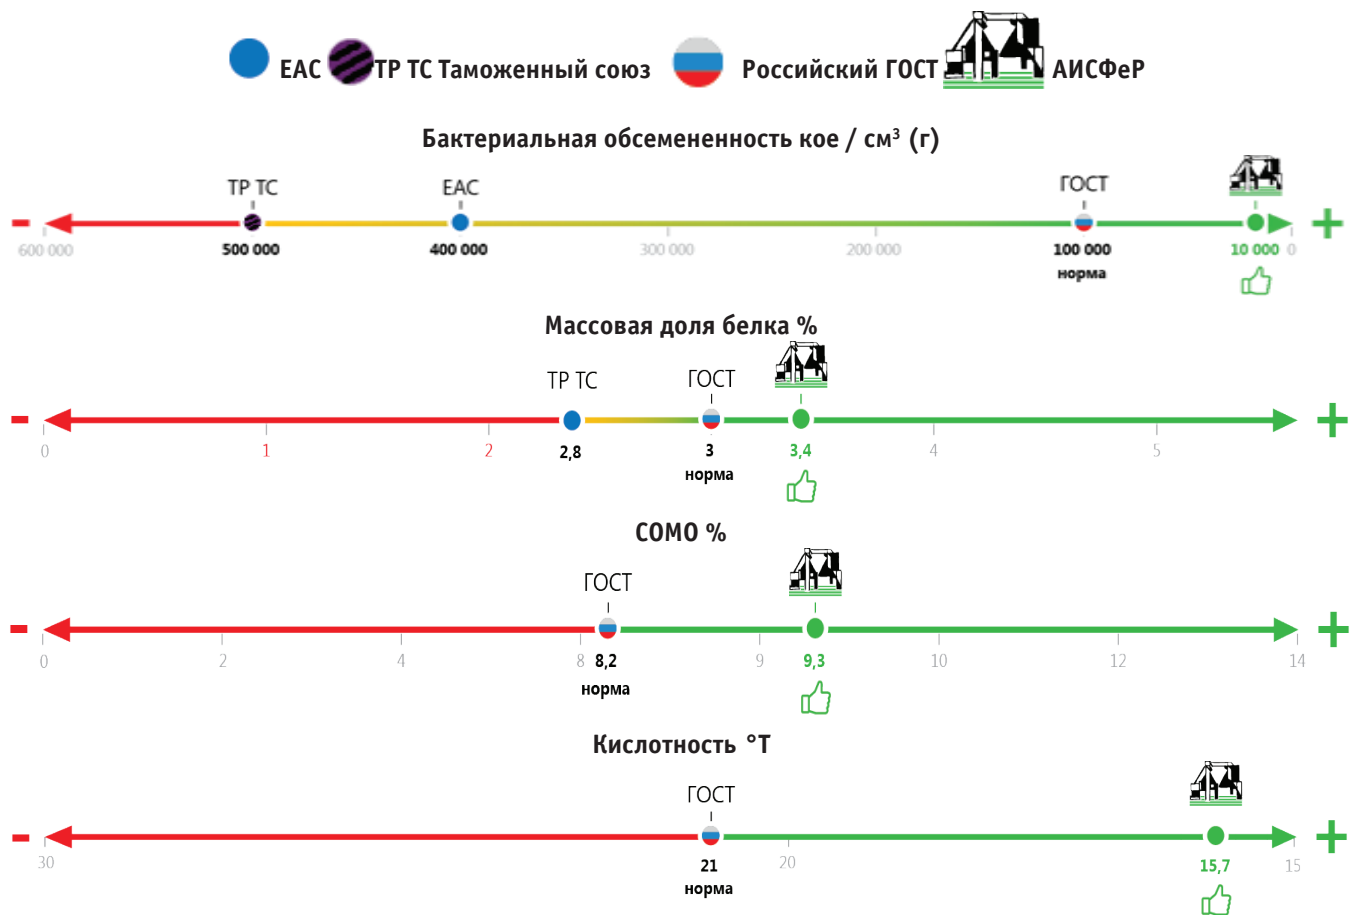 ЕАС ТР ТС Таможенный союз Российский ГОСТ АИСФеР
Бактериальная обсемененность кое / см³ (г)
ТР ТС ЕАС ГОСТ
- +
600 000 500 000 400 000 300 000 200 000 100 000 10 000 0
норма
Массовая доля белка %
ТР ТС ГОСТ
- +
0 1 2 2,8 3 3,4 4 5
норма
СОМО %
ГОСТ
- +
0 2 4 8 8,2 9 9,3 10 12 14
норма
Кислотность °Т
ГОСТ
- +
30 21 20 15,7 15
норма